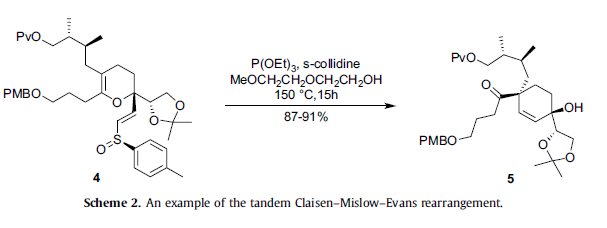 PvO
PMBO
O
O
O
O=S
4
P(OEt)3, s-collidine
MeOCH2CH2OCH2CH2OH
150 °C,15h
87-91%
PvO
O
OH
PMBO
O
O
5
Scheme 2. An example of the tandem Claisen–Mislow–Evans rearrangement.